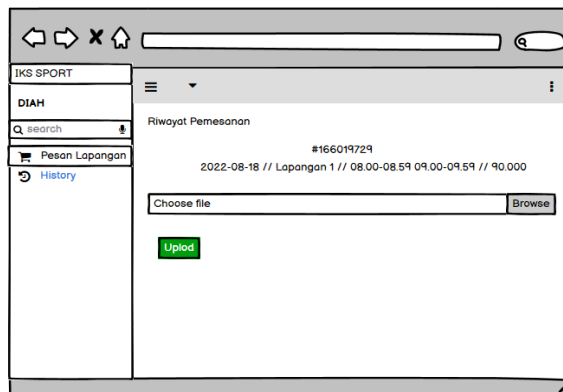 IKS SPORT
DIAH
search
Pesan Lapangan
History
Riwayat Pemesanan
#166019729
2022-08-18 // Lapangan 1 // 08.00-08.59 09.00-09.59 // 90.000
Choose file
Browse
Uplod